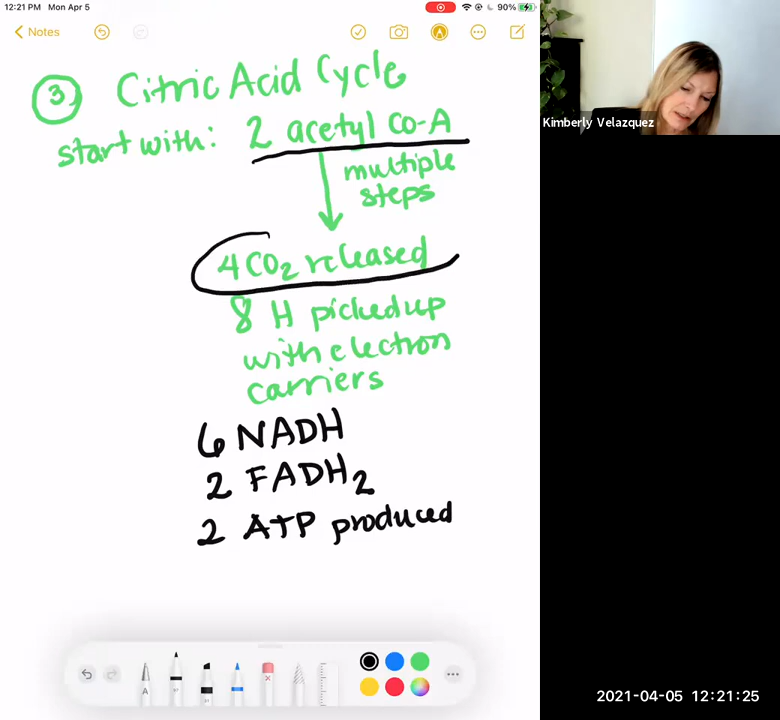 12:21 PM Mon Apr 5
90%
Notes
3 Citric Acid Cycle
start with: 2 acetyl Co-A
multiple
steps
4 CO2 released
8 H picked up
with electron
carriers
6 NADH
2 FADH2
2 ATP produced
Kimberly Velazquez
A
2021-04-05 12:21:25